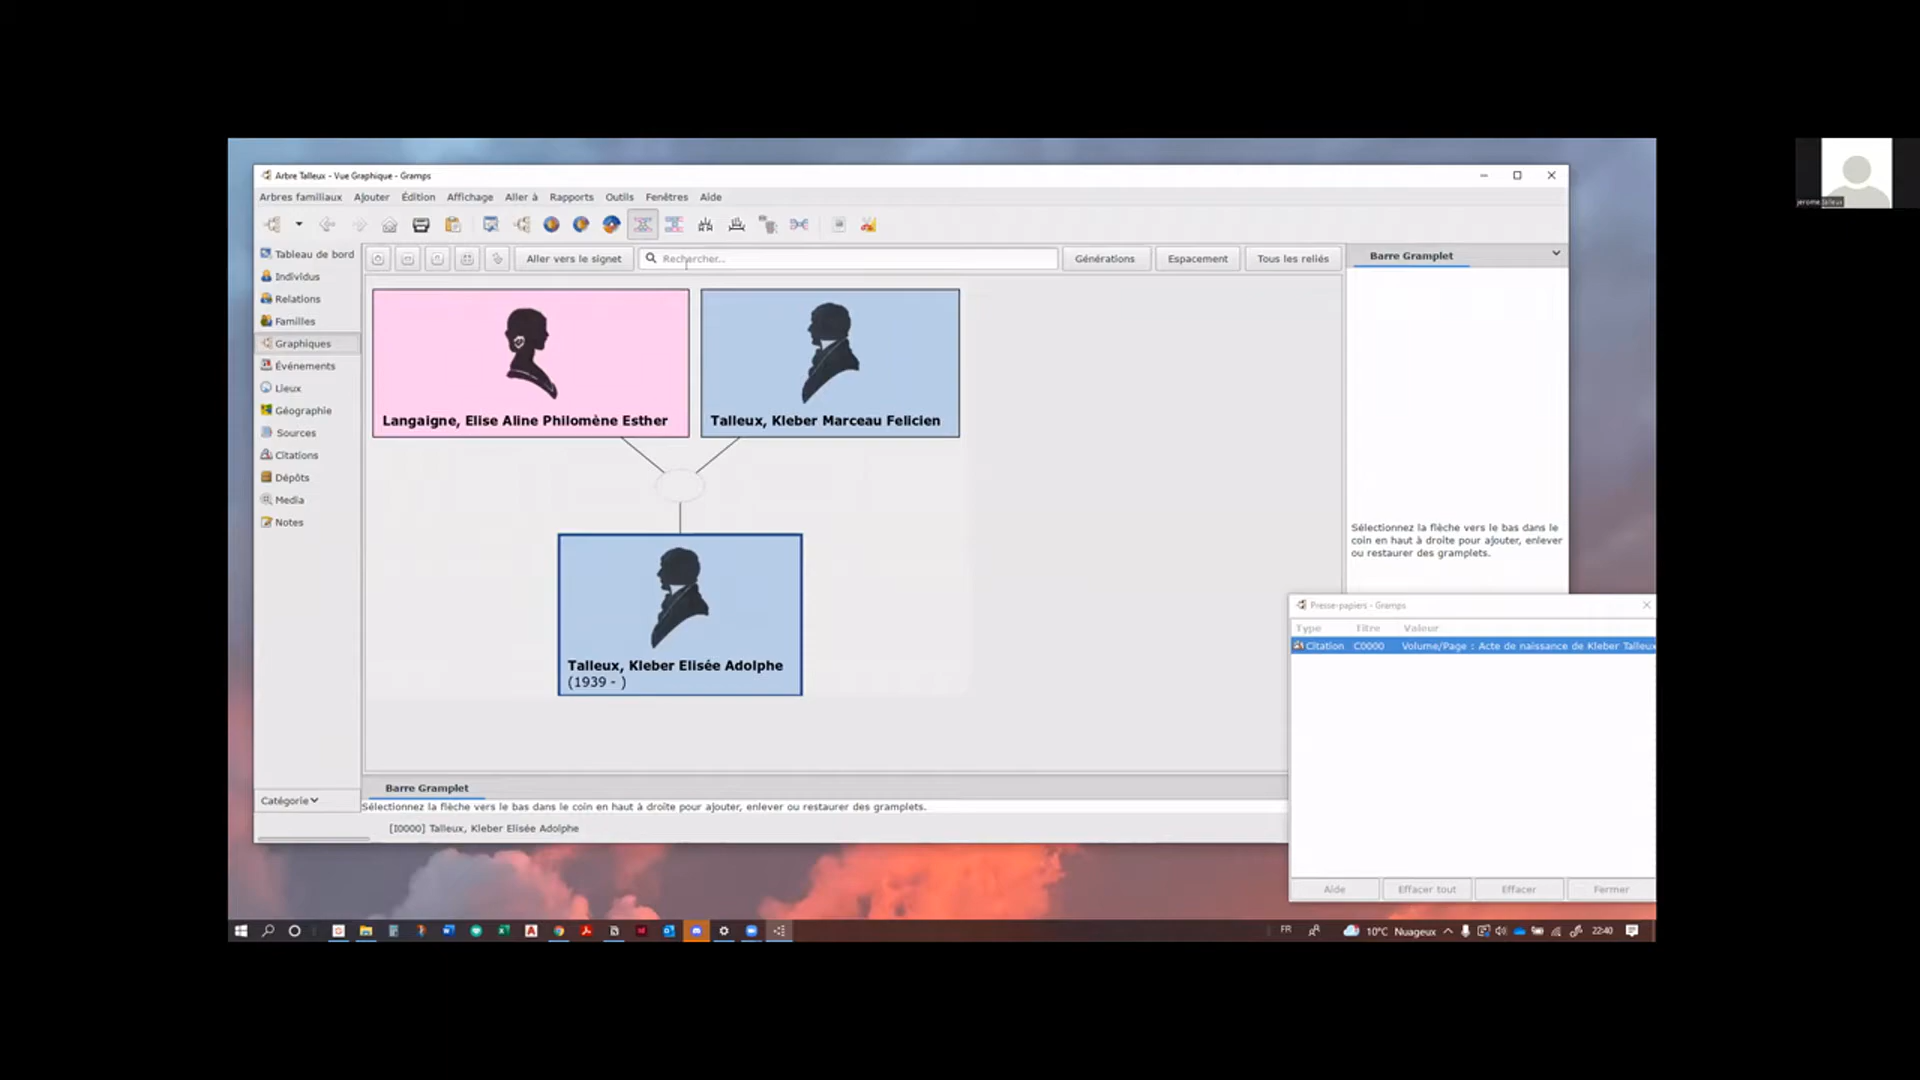 Arbre Talleux - Vue Graphique - Gramps
Arbres familiaux Ajouter Édition Affichage Aller à Rapports Outils Fenêtres Aide
Tableau de bord
Individus
Relations
Familles
Graphiques
Événements
Lieux
Géographie
Sources
Citations
Dépôts
Media
Notes
Catégorie
Aller vers le signet
Rechercher...
Générations
Espacement
Tous les reliés
Langaigne, Elise Aline Philomène Esther
Talleux, Kleber Marceau Felicien
Talleux, Kleber Elisée Adolphe
(1939 - )
Barre Gramplet
Sélectionnez la flèche vers le bas dans le
coin en haut à droite pour ajouter, enlever
ou restaurer des gramplets.
Barre Gramplet
Sélectionnez la flèche vers le bas dans le coin en haut à droite pour ajouter, enlever ou restaurer des gramplets.
[I0000] Talleux, Kleber Elisée Adolphe
Presse-papiers - Gramps
Type Titre Valeur
Citation C0000 Volume/Page : Acte de naissance de Kleber Talleux
Aide Effacer tout Effacer Fermer
FR 10°C Nuageux 22:40
jerome